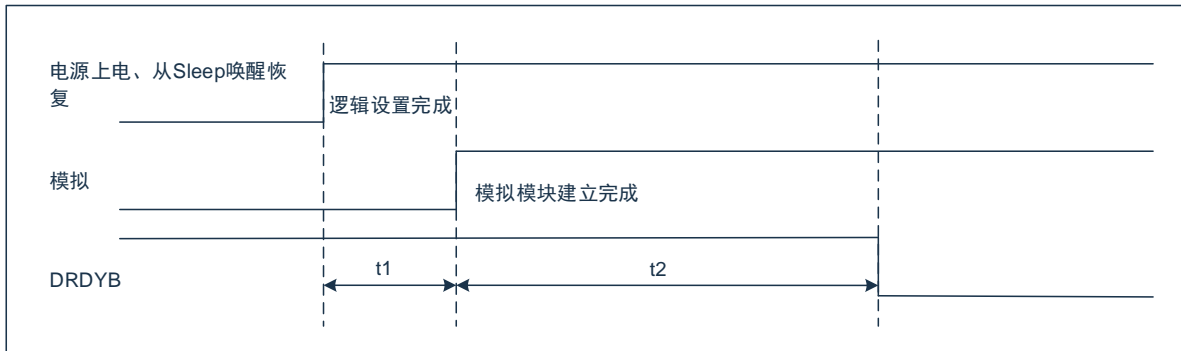 电源上电、从Sleep唤醒恢
复
逻辑设置完成
模拟
模拟模块建立完成
DRDYB
t1
t2